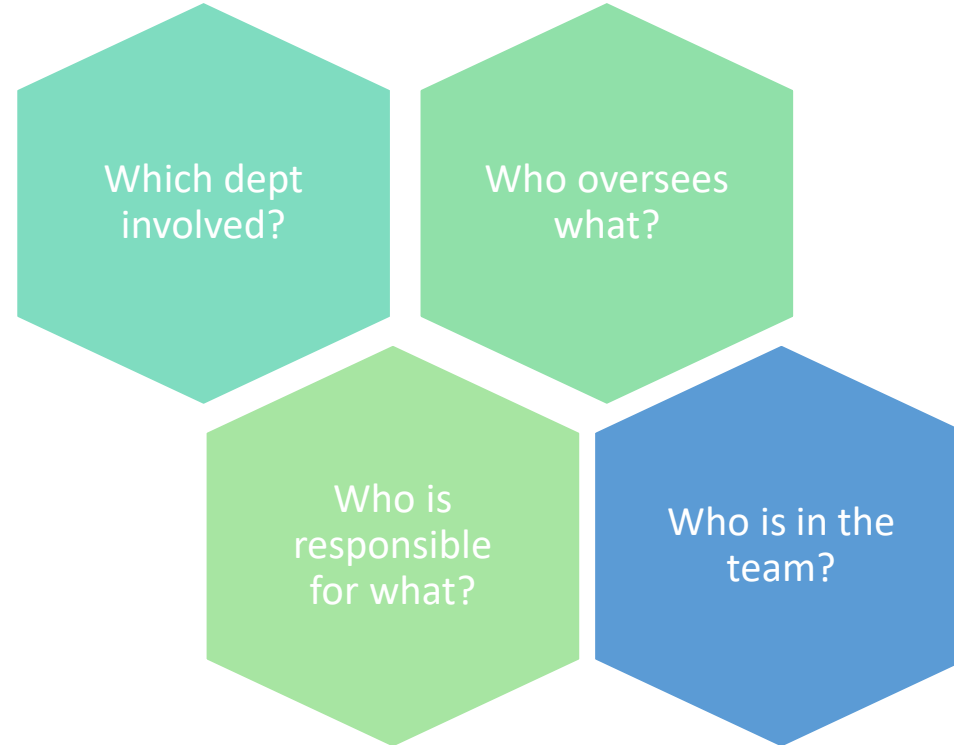 Which dept
involved?
Who oversees
what?
Who is
responsible
for what?
Who is in the
team?